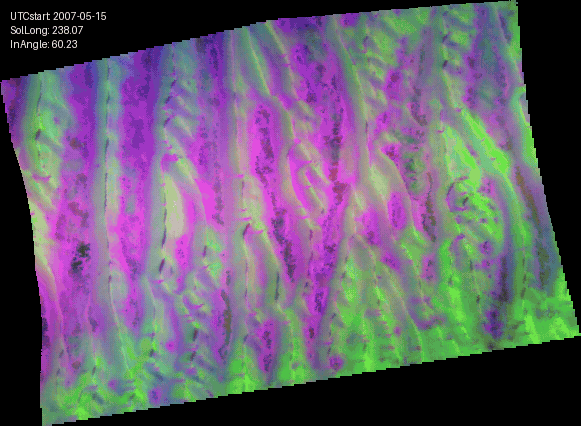 UTCstart: 2007-05-15
SolLong: 238.07
InAngle: 60.23